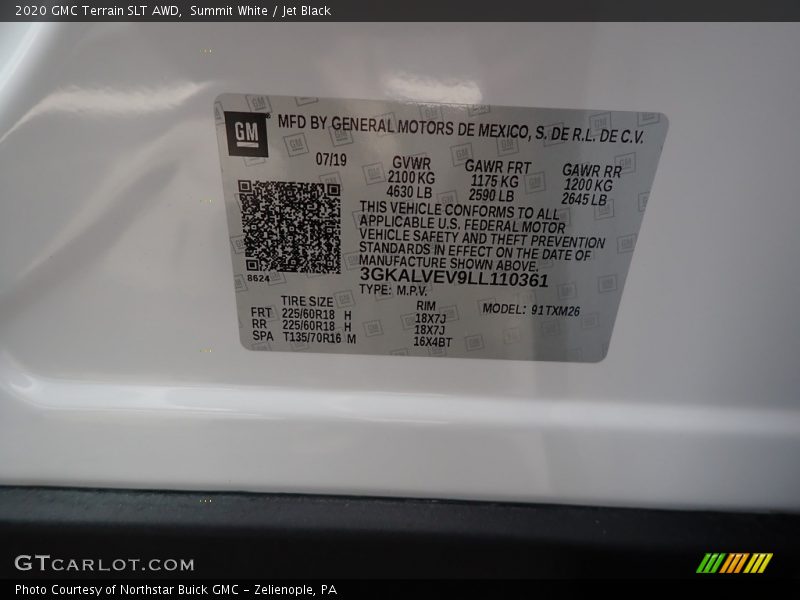 2020 GMC Terrain SLT AWD, Summit White / Jet Black
GM
MFD BY GENERAL MOTORS DE MEXICO, S. DE R.L. DE C.V.
07/19 GVWR GAWR FRT GAWR RR
2100 KG 1175 KG 1200 KG
4630 LB 2590 LB 2645 LB
THIS VEHICLE CONFORMS TO ALL
APPLICABLE U.S. FEDERAL MOTOR
VEHICLE SAFETY AND THEFT PREVENTION
STANDARDS IN EFFECT ON THE DATE OF
MANUFACTURE SHOWN ABOVE.
8624
3GKALVEV9LL110361
TYPE: M.P.V.
TIRE SIZE RIM MODEL: 91TXM26
FRT 225/60R18 H 18X7J
RR 225/60R18 H 18X7J
SPA T135/70R16 M 16X4BT
GTCARLOT.COM
Photo Courtesy of Northstar Buick GMC - Zelienople, PA